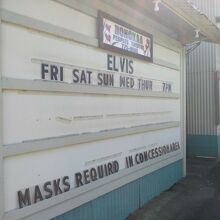 ELVIS
FRI SAT SUN WED THUR 7PM
MASKS REQUIRD IN CONCESSION AREA